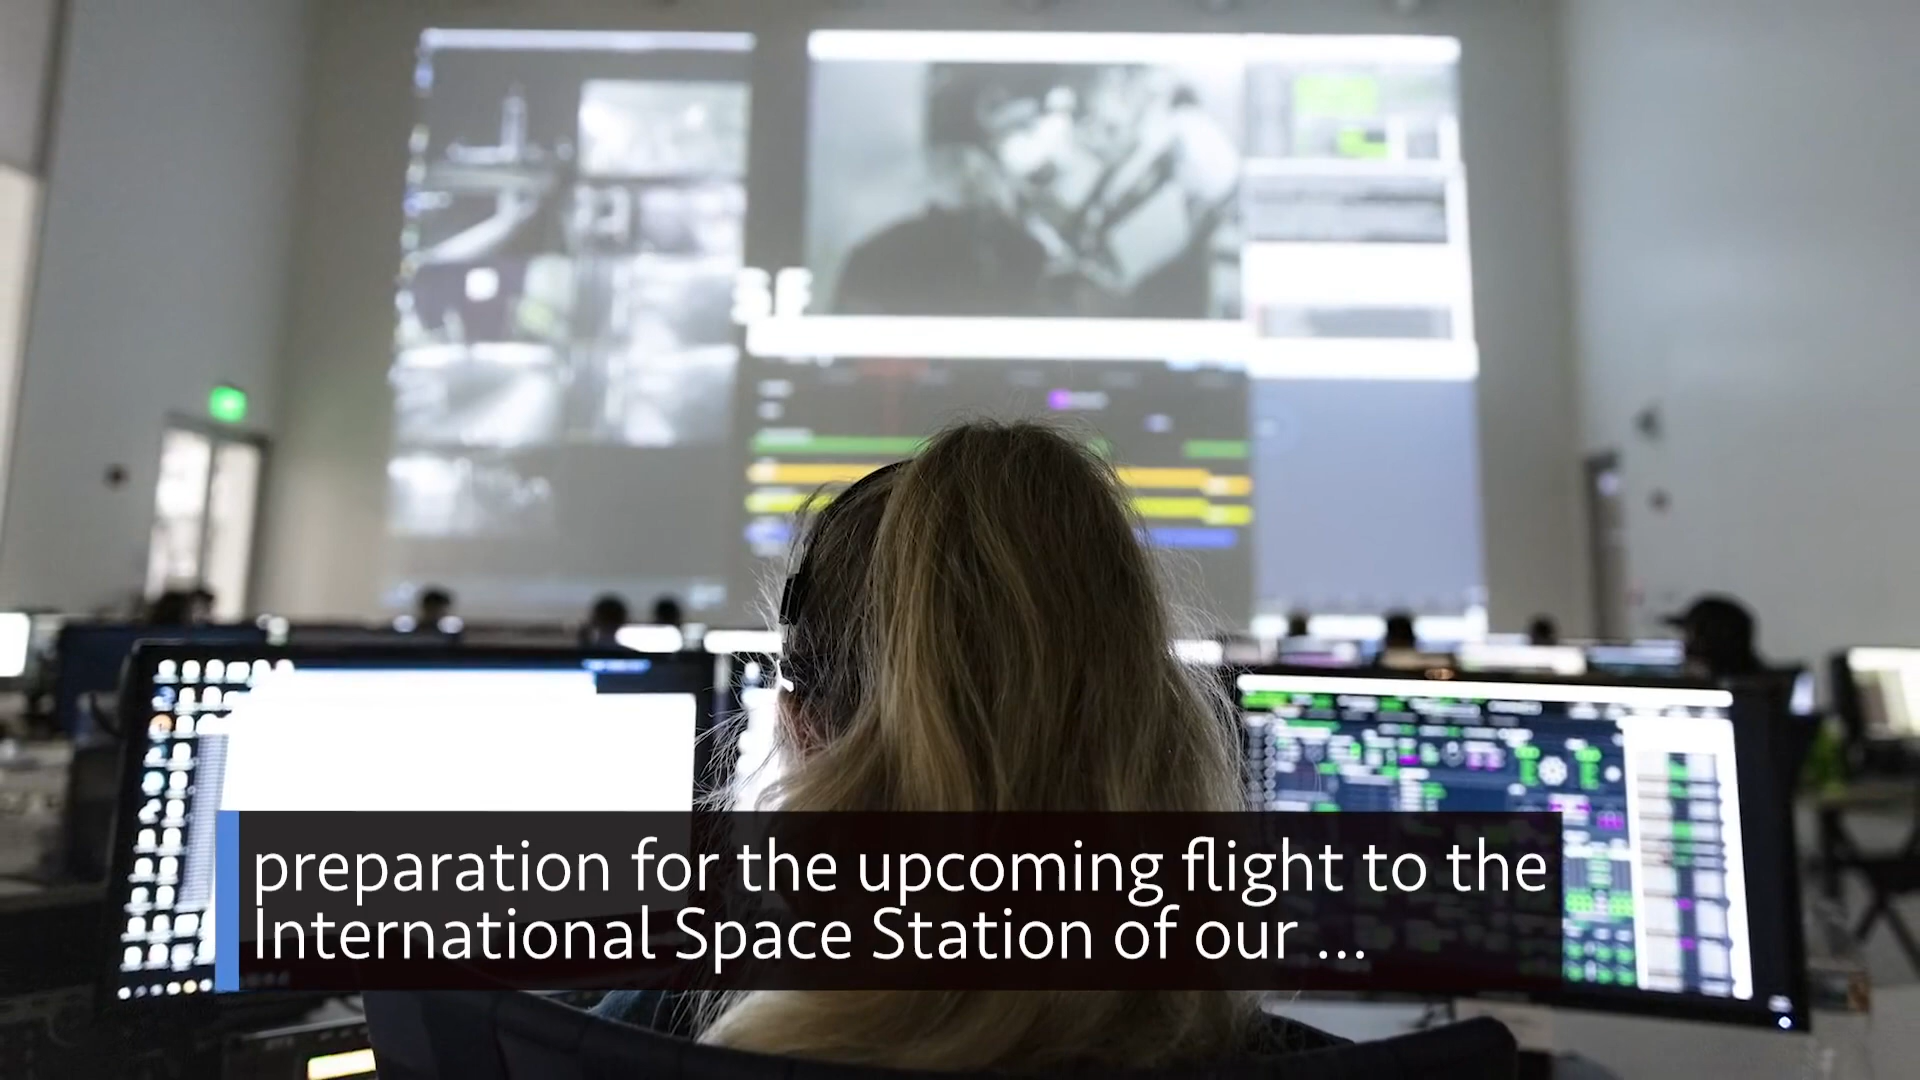 preparation for the upcoming flight to the
International Space Station of our ...